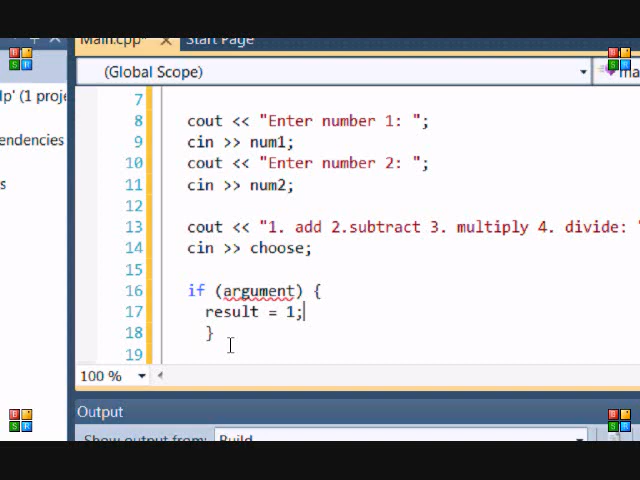 Main.cpp* × Start Page
(Global Scope)
lp' (1 proje
endencies
s
7
8 cout << "Enter number 1: ";
9 cin >> num1;
10 cout << "Enter number 2: ";
11 cin >> num2;
12
13 cout << "1. add 2.subtract 3. multiply 4. divide: "
14 cin >> choose;
15
16 if (argument) {
17 result = 1;
18 }
19
100 %
Output
Show output from: Build